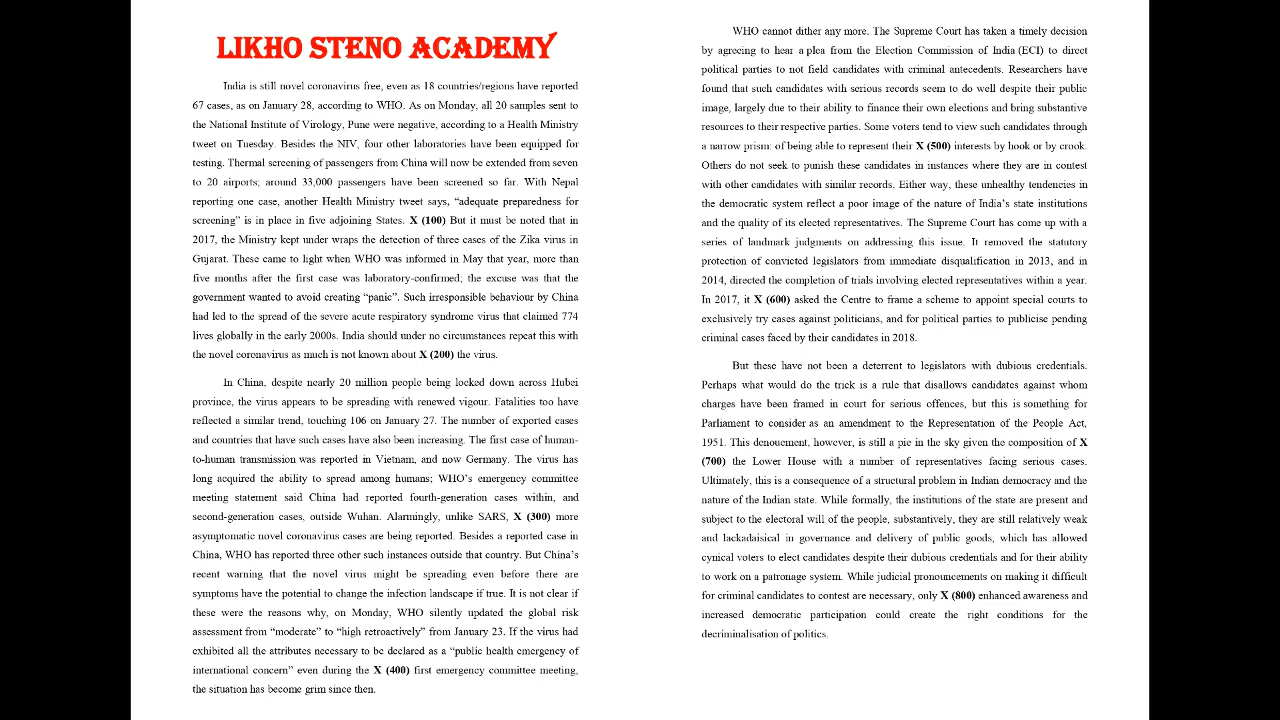 LIKHO STENO ACADEMY
India is still novel coronavirus free, even as 18 countries/regions have reported
67 cases, as on January 28, according to WHO. As on Monday, all 20 samples sent to
the National Institute of Virology, Pune were negative, according to a Health Ministry
tweet on Tuesday. Besides the NIV, four other laboratories have been equipped for
testing. Thermal screening of passengers from China will now be extended from seven
to 20 airports; around 33,000 passengers have been screened so far. With Nepal
reporting one case, another Health Ministry tweet says, “adequate preparedness for
screening” is in place in five adjoining States. X (100) But it must be noted that in
2017, the Ministry kept under wraps the detection of three cases of the Zika virus in
Gujarat. These came to light when WHO was informed in May that year, more than
five months after the first case was laboratory-confirmed; the excuse was that the
government wanted to avoid creating “panic”. Such irresponsible behaviour by China
had led to the spread of the severe acute respiratory syndrome virus that claimed 774
lives globally in the early 2000s. India should under no circumstances repeat this with
the novel coronavirus as much is not known about X (200) the virus.
In China, despite nearly 20 million people being locked down across Hubei
province, the virus appears to be spreading with renewed vigour. Fatalities too have
reflected a similar trend, touching 106 on January 27. The number of exported cases
and countries that have such cases have also been increasing. The first case of human-
to-human transmission was reported in Vietnam, and now Germany. The virus has
long acquired the ability to spread among humans; WHO’s emergency committee
meeting statement said China had reported fourth-generation cases within, and
second-generation cases, outside Wuhan. Alarmingly, unlike SARS, X (300) more
asymptomatic novel coronavirus cases are being reported. Besides a reported case in
China, WHO has reported three other such instances outside that country. But China’s
recent warning that the novel virus might be spreading even before there are
symptoms have the potential to change the infection landscape if true. It is not clear if
these were the reasons why, on Monday, WHO silently updated the global risk
assessment from “moderate” to “high retroactively” from January 23. If the virus had
exhibited all the attributes necessary to be declared as a “public health emergency of
international concern” even during the X (400) first emergency committee meeting,
the situation has become grim since then.
WHO cannot dither any more. The Supreme Court has taken a timely decision
by agreeing to hear a plea from the Election Commission of India (ECI) to direct
political parties to not field candidates with criminal antecedents. Researchers have
found that such candidates with serious records seem to do well despite their public
image, largely due to their ability to finance their own elections and bring substantive
resources to their respective parties. Some voters tend to view such candidates through
a narrow prism: of being able to represent their X (500) interests by hook or by crook.
Others do not seek to punish these candidates in instances where they are in contest
with other candidates with similar records. Either way, these unhealthy tendencies in
the democratic system reflect a poor image of the nature of India’s state institutions
and the quality of its elected representatives. The Supreme Court has come up with a
series of landmark judgments on addressing this issue. It removed the statutory
protection of convicted legislators from immediate disqualification in 2013, and in
2014, directed the completion of trials involving elected representatives within a year.
In 2017, it X (600) asked the Centre to frame a scheme to appoint special courts to
exclusively try cases against politicians, and for political parties to publicise pending
criminal cases faced by their candidates in 2018.
But these have not been a deterrent to legislators with dubious credentials.
Perhaps what would do the trick is a rule that disallows candidates against whom
charges have been framed in court for serious offences, but this is something for
Parliament to consider as an amendment to the Representation of the People Act,
1951. This denouement, however, is still a pie in the sky given the composition of X
(700) the Lower House with a number of representatives facing serious cases.
Ultimately, this is a consequence of a structural problem in Indian democracy and the
nature of the Indian state. While formally, the institutions of the state are present and
subject to the electoral will of the people, substantively, they are still relatively weak
and lackadaisical in governance and delivery of public goods, which has allowed
cynical voters to elect candidates despite their dubious credentials and for their ability
to work on a patronage system. While judicial pronouncements on making it difficult
for criminal candidates to contest are necessary, only X (800) enhanced awareness and
increased democratic participation could create the right conditions for the
decriminalisation of politics.